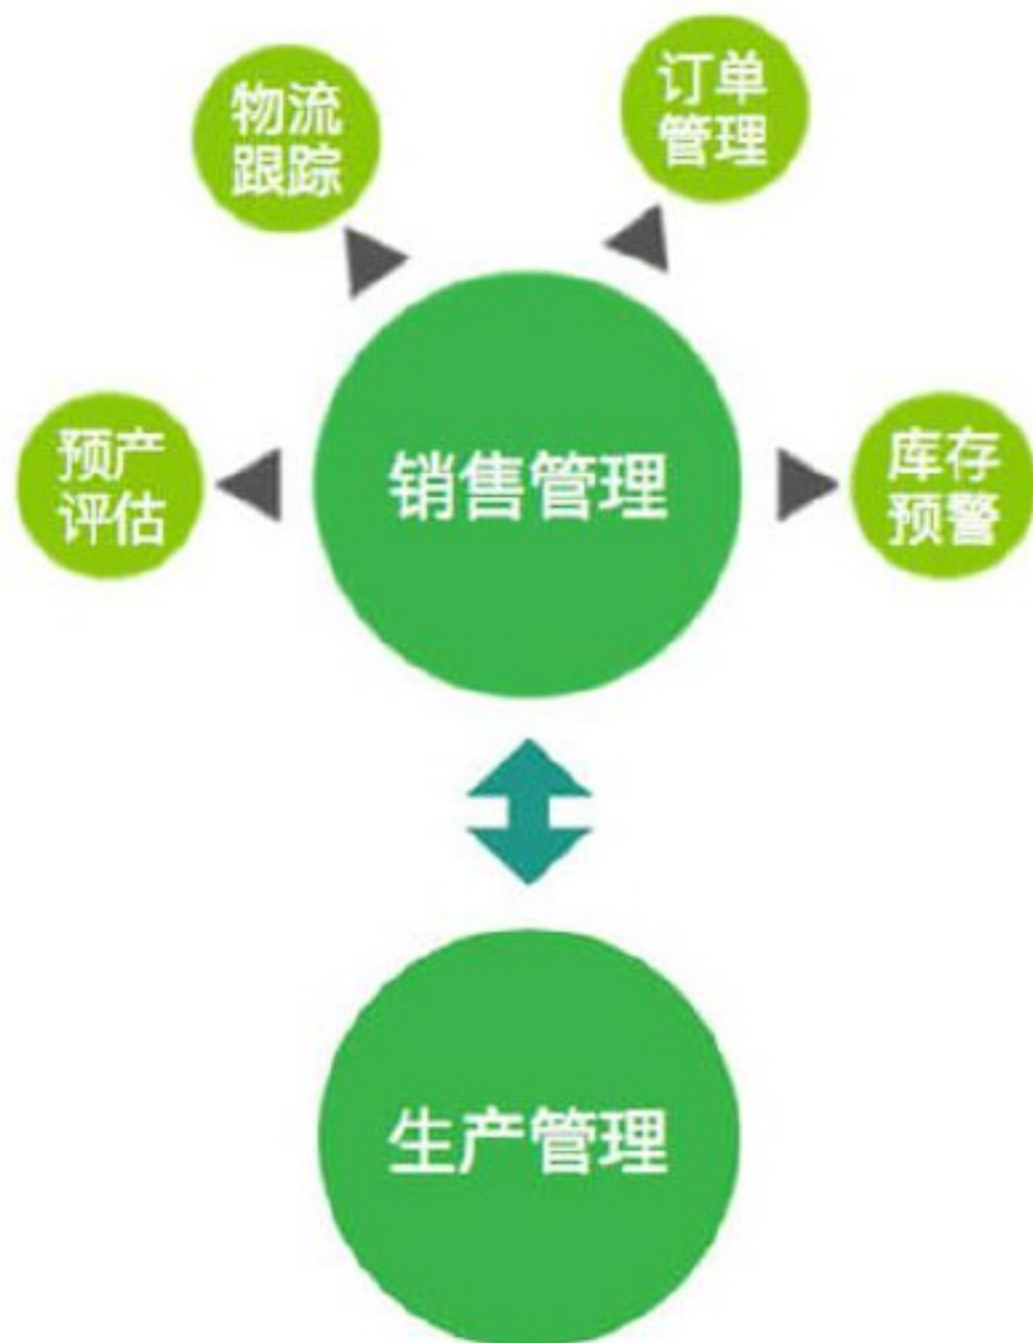 物流
跟踪
订单
管理
预产
评估
销售管理
库存
预警
生产管理